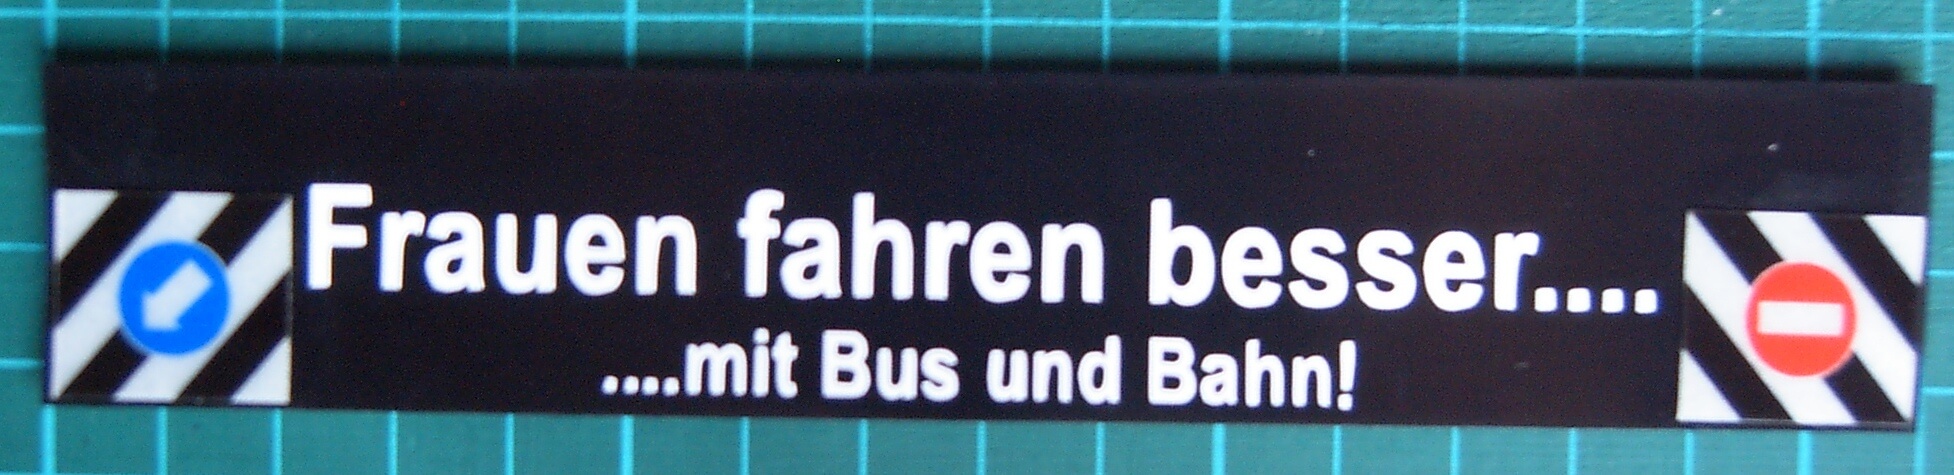 Frauen fahren besser....
....mit Bus und Bahn!